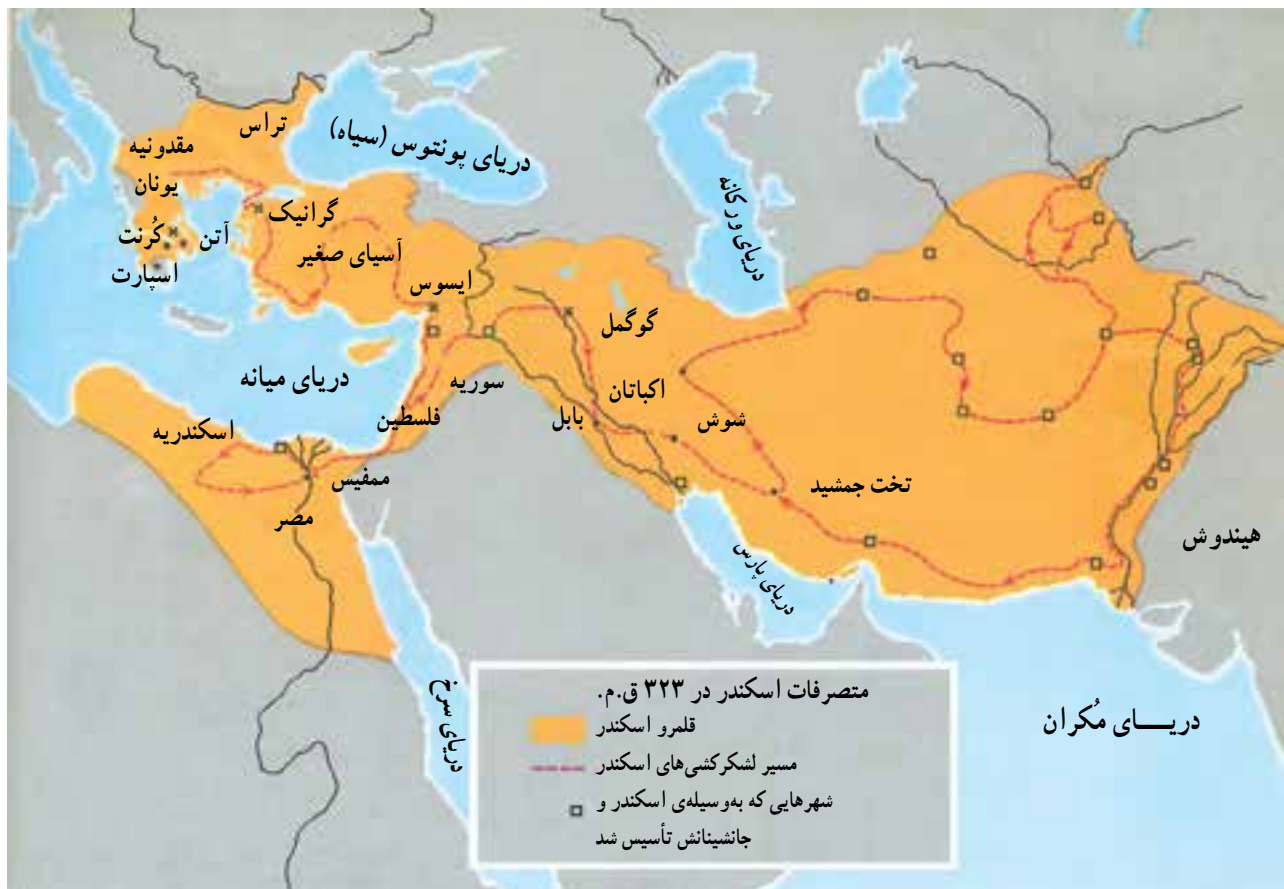 تراس
مقدونیه
یونان
دریای پونتوس (سیاه)
گرانیک
آتن
کُرنت
اسپارت
آسیای صغیر
ایسوس
دریای ورکانه
گوگمل
دریای میانه
سوریه
اکباتان
فلسطین
بابل
شوش
اسکندریه
ممفیس
مصر
تخت جمشید
هیندوش
دریای پارس
دریای سرخ
دریـــای مُکران
متصرفات اسکندر در ۳۲۳ ق.م.
قلمرو اسکندر
مسیر لشکرکشی‌های اسکندر
شهرهایی که به‌وسیله‌ی اسکندر و
جانشینانش تأسیس شد